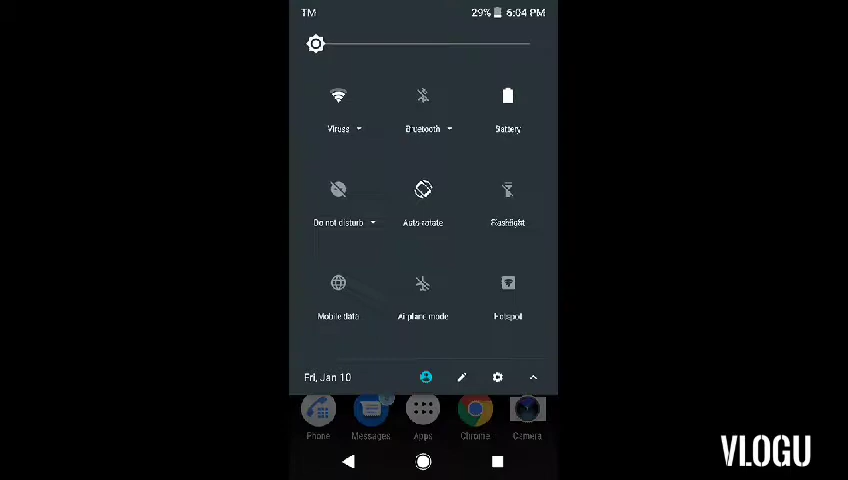 TM 29% 6:04 PM
Viruss Bluetooth Battery
Do not disturb Auto-rotate Flashlight
Mobile data Airplane mode Hotspot
Fri, Jan 10
Phone Messages Apps Chrome Camera
VLOGU